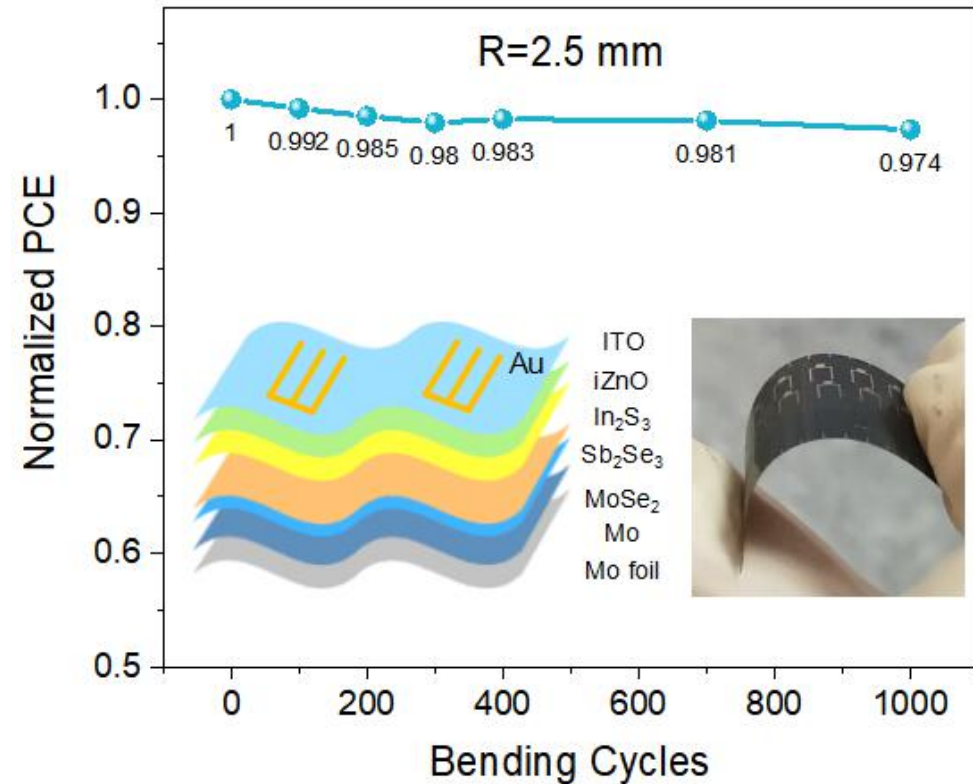 R=2.5 mm
Normalized PCE
1.0
0.9
0.8
0.7
0.6
0.5
1
0.992
0.985
0.98
0.983
0.981
0.974
Au
ITO
iZnO
In₂S₃
Sb₂Se₃
MoSe₂
Mo
Mo foil
0
200
400
600
800
1000
Bending Cycles